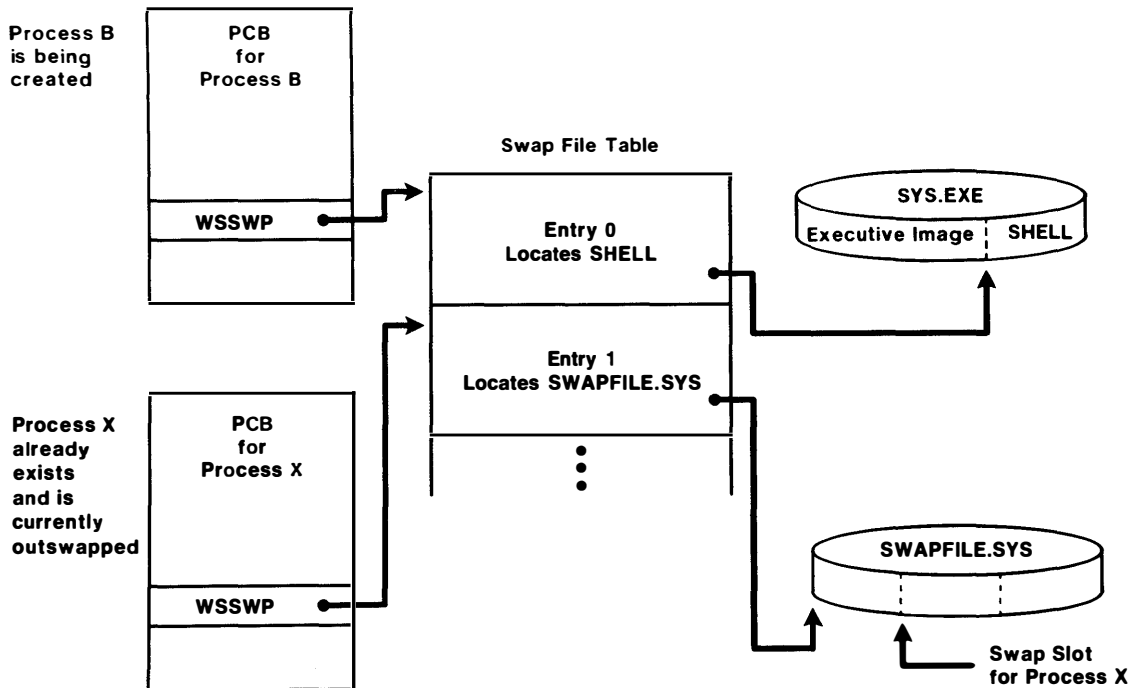 Process B
is being
created
PCB
for
Process B
WSSWP
Swap File Table
Entry 0
Locates SHELL
SYS.EXE
Executive Image
SHELL
Entry 1
Locates SWAPFILE.SYS
Process X
already
exists
and is
currently
outswapped
PCB
for
Process X
WSSWP
SWAPFILE.SYS
Swap Slot
for Process X